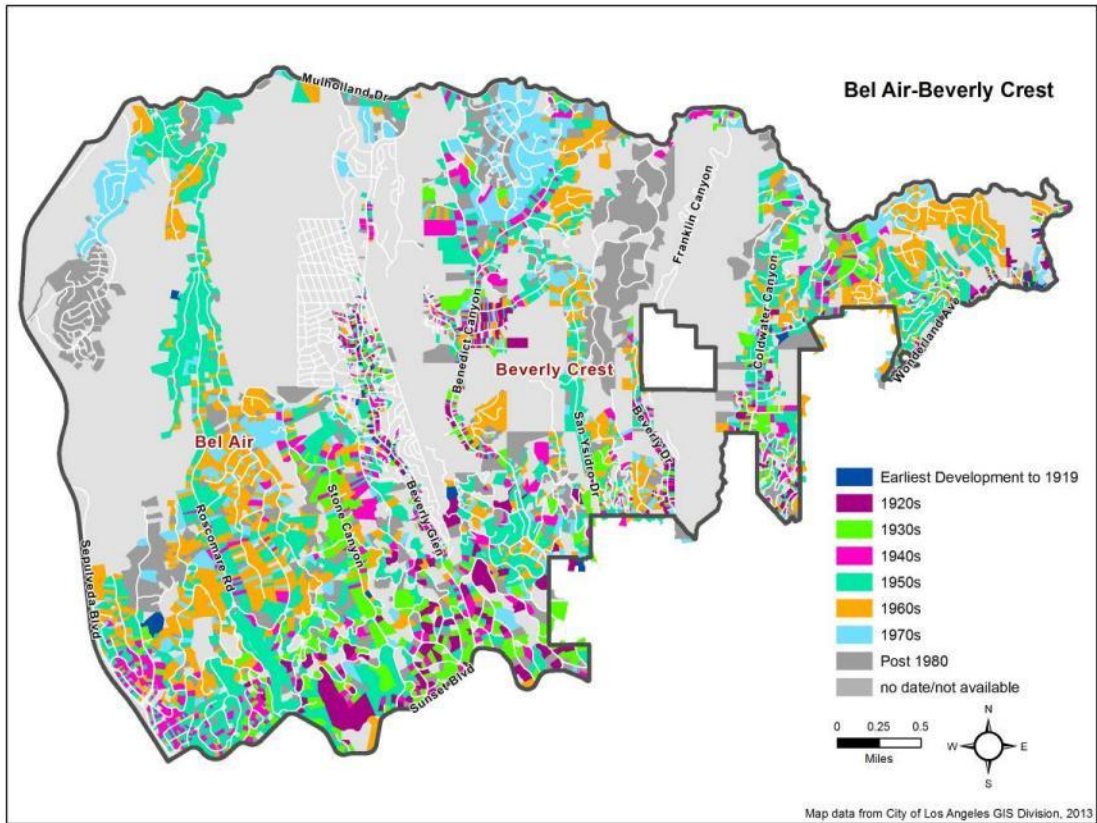 Bel Air-Beverly Crest
Mulholland Dr
Franklin Canyon
Coldwater Canyon
Wonderland Ave
Benedict Canyon
Beverly Crest
San Ysidro Dr
Beverly Dr
Bel Air
Stone Canyon
Beverly Glen
Roscomare Rd
Sepulveda Blvd
Sunset Blvd
Earliest Development to 1919
1920s
1930s
1940s
1950s
1960s
1970s
Post 1980
no date/not available
0 0.25 0.5
Miles
N
W E
S
Map data from City of Los Angeles GIS Division, 2013